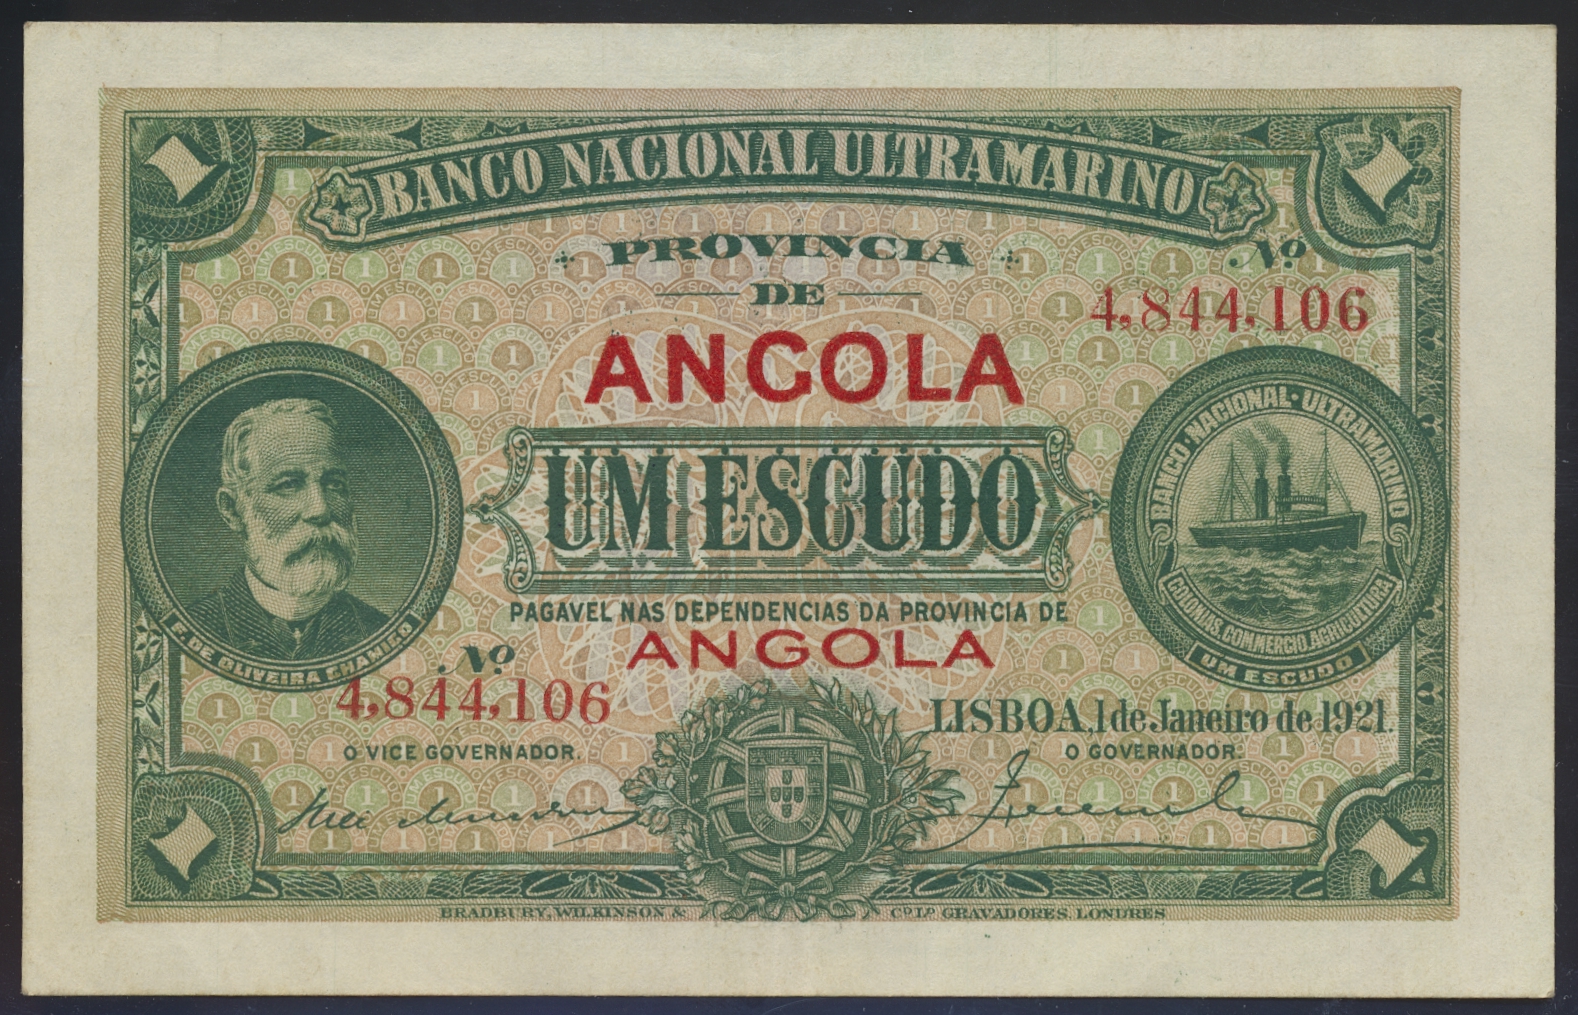 BANCO NACIONAL ULTRAMARINO
PROVINCIA
DE
ANGOLA
No.
4,844,106
UM ESCUDO
F. DE OLIVEIRA CHAMIÇO
BANCO·NACIONAL·ULTRAMARINO
COLONIAS, COMMERCIO, AGRICULTURA
UM ESCUDO
PAGAVEL NAS DEPENDENCIAS DA PROVINCIA DE
ANGOLA
No.
4,844,106
LISBOA, 1 de Janeiro de 1921.
O VICE GOVERNADOR.
O GOVERNADOR
BRADBURY, WILKINSON & Co Ld. GRAVADORES, LONDRES